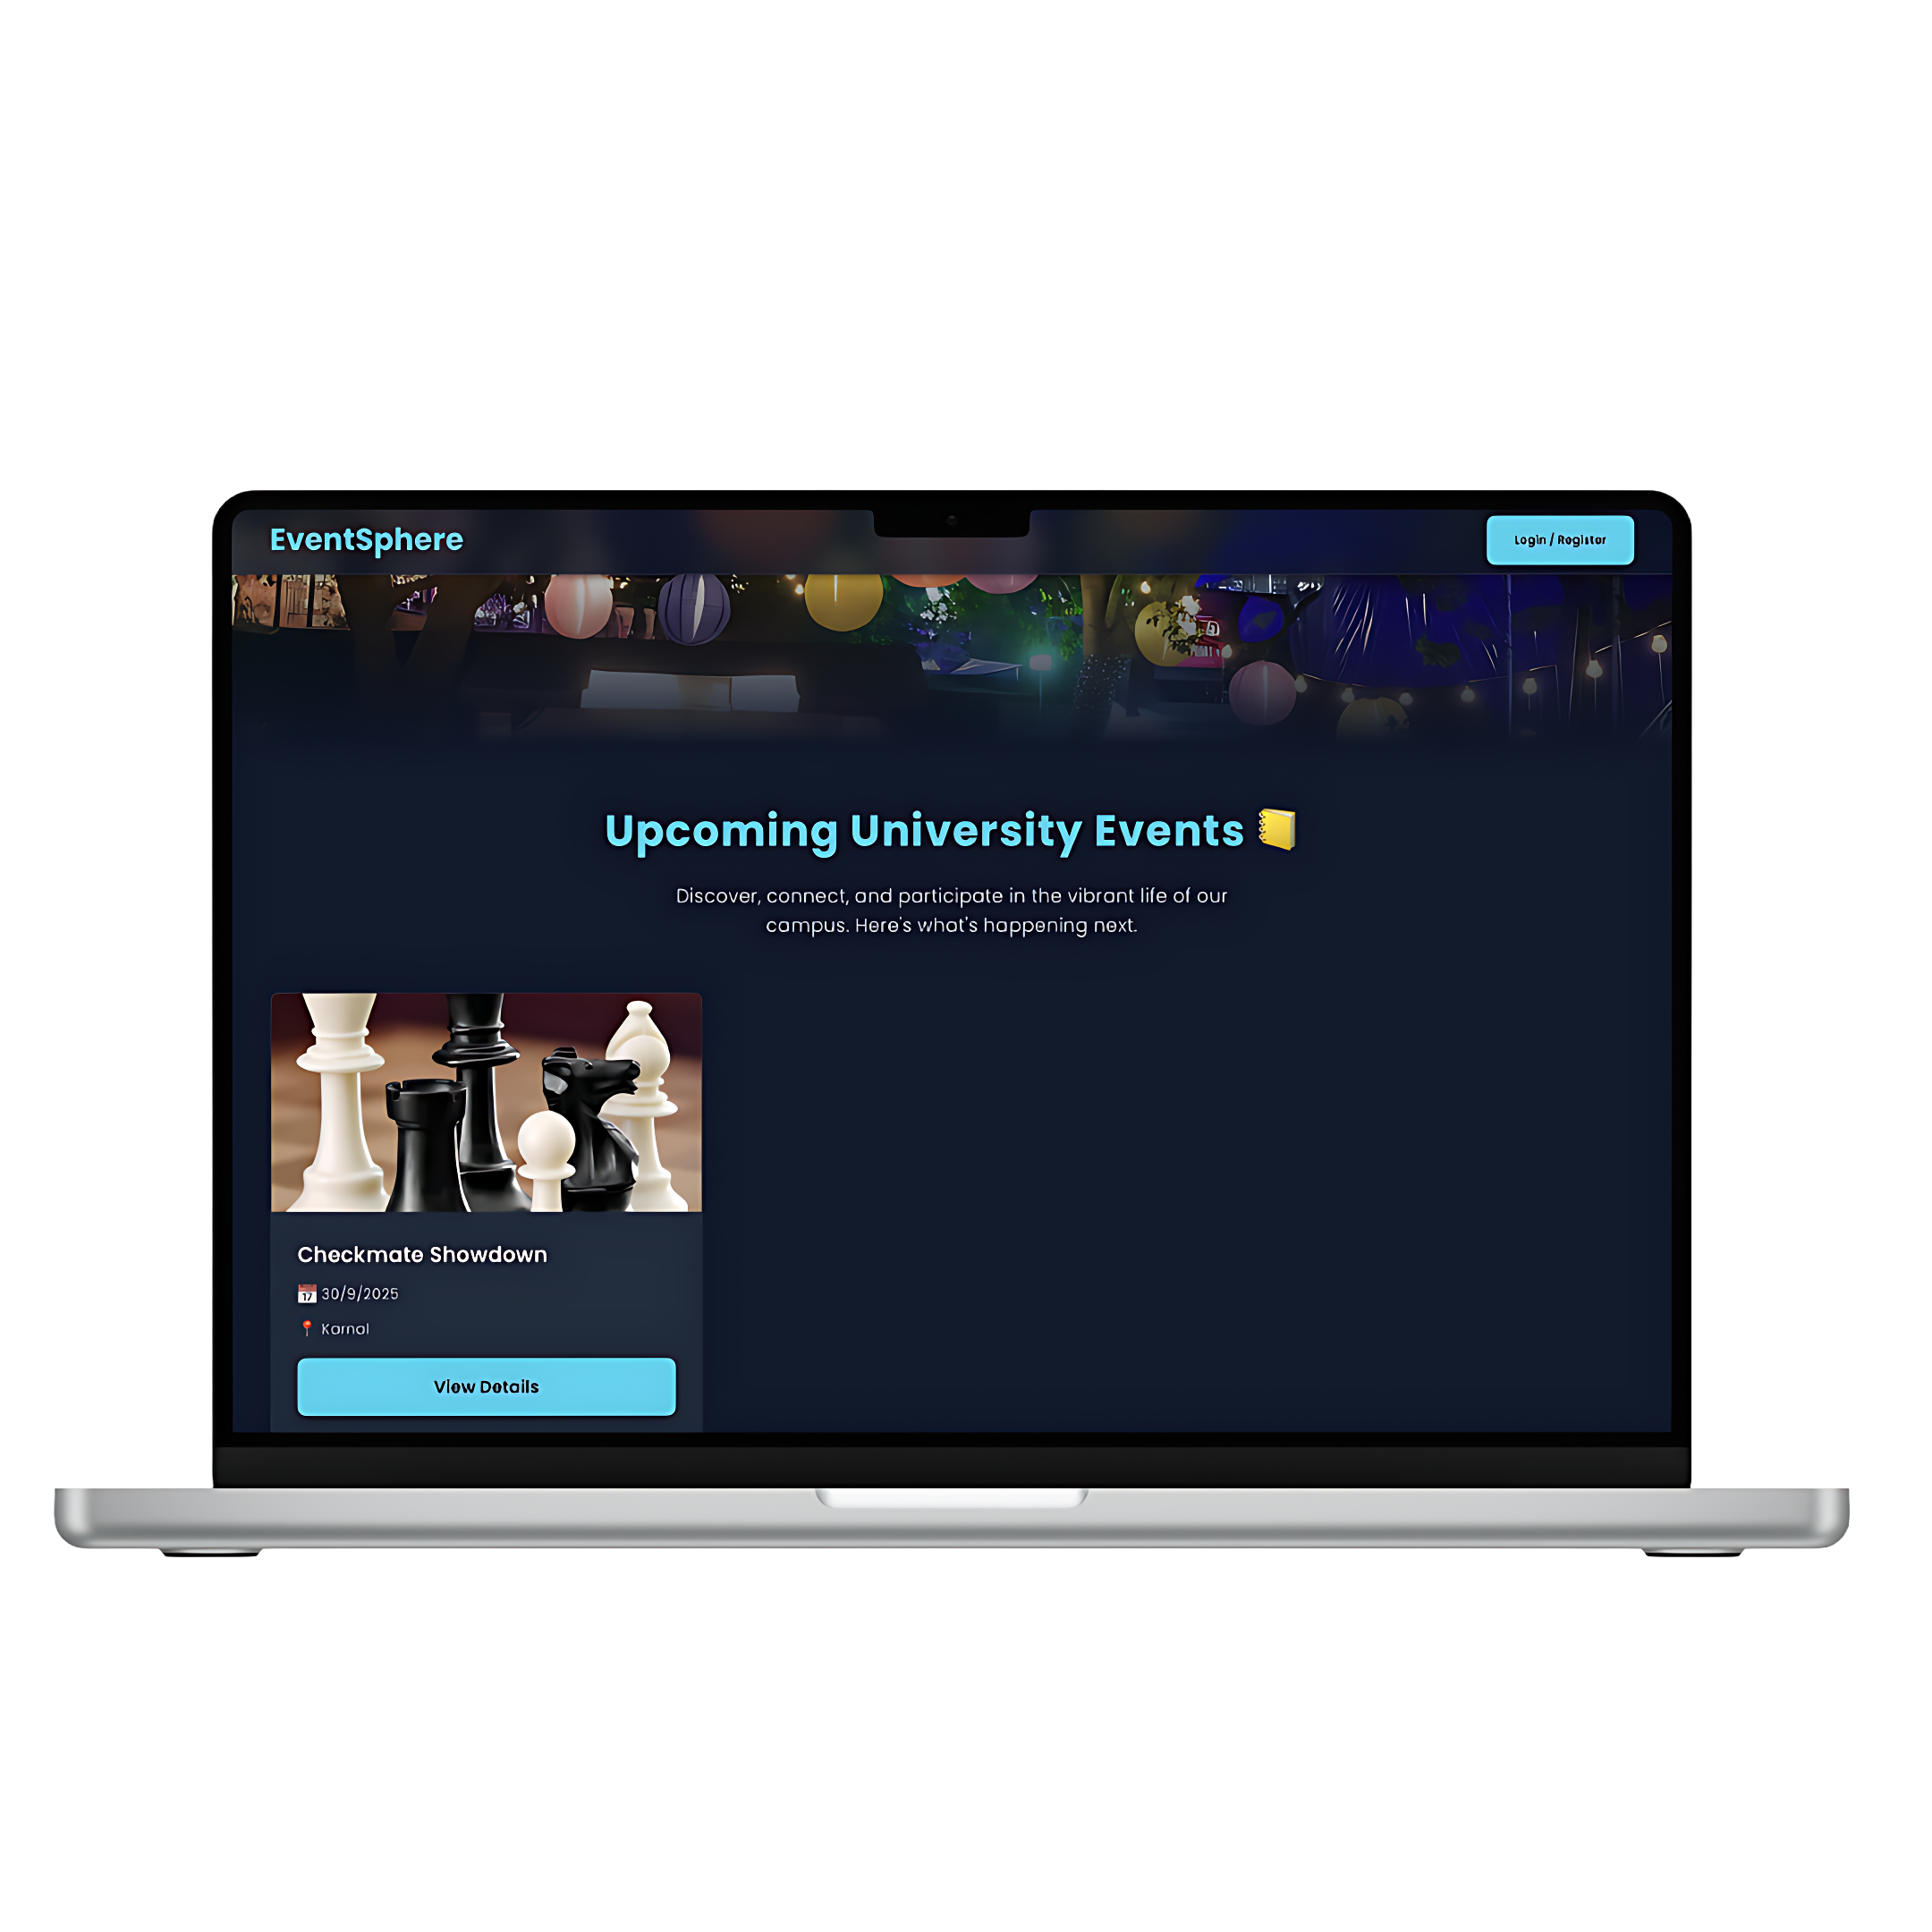 EventSphere
Login / Register
Upcoming University Events
Discover, connect, and participate in the vibrant life of our
campus. Here's what's happening next.
Checkmate Showdown
17 30/9/2025
Karnal
View Details